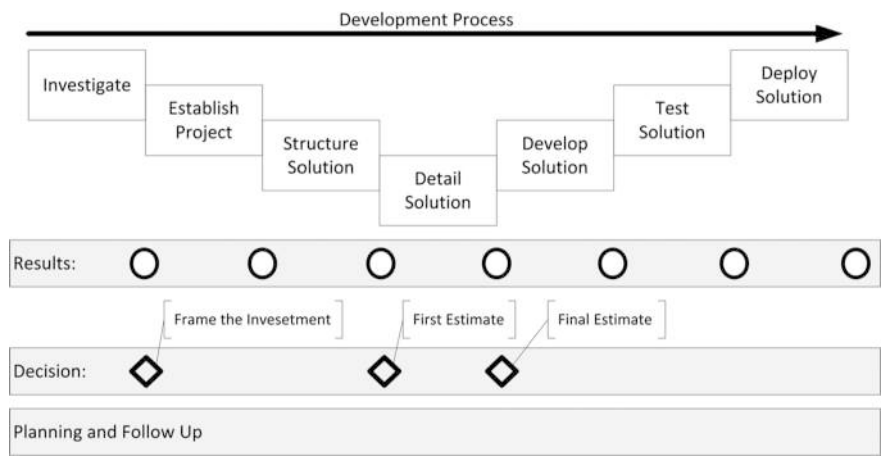 Development Process
Investigate
Establish
Project
Structure
Solution
Detail
Solution
Develop
Solution
Test
Solution
Deploy
Solution
Results:
Frame the Invesetment
First Estimate
Final Estimate
Decision:
Planning and Follow Up